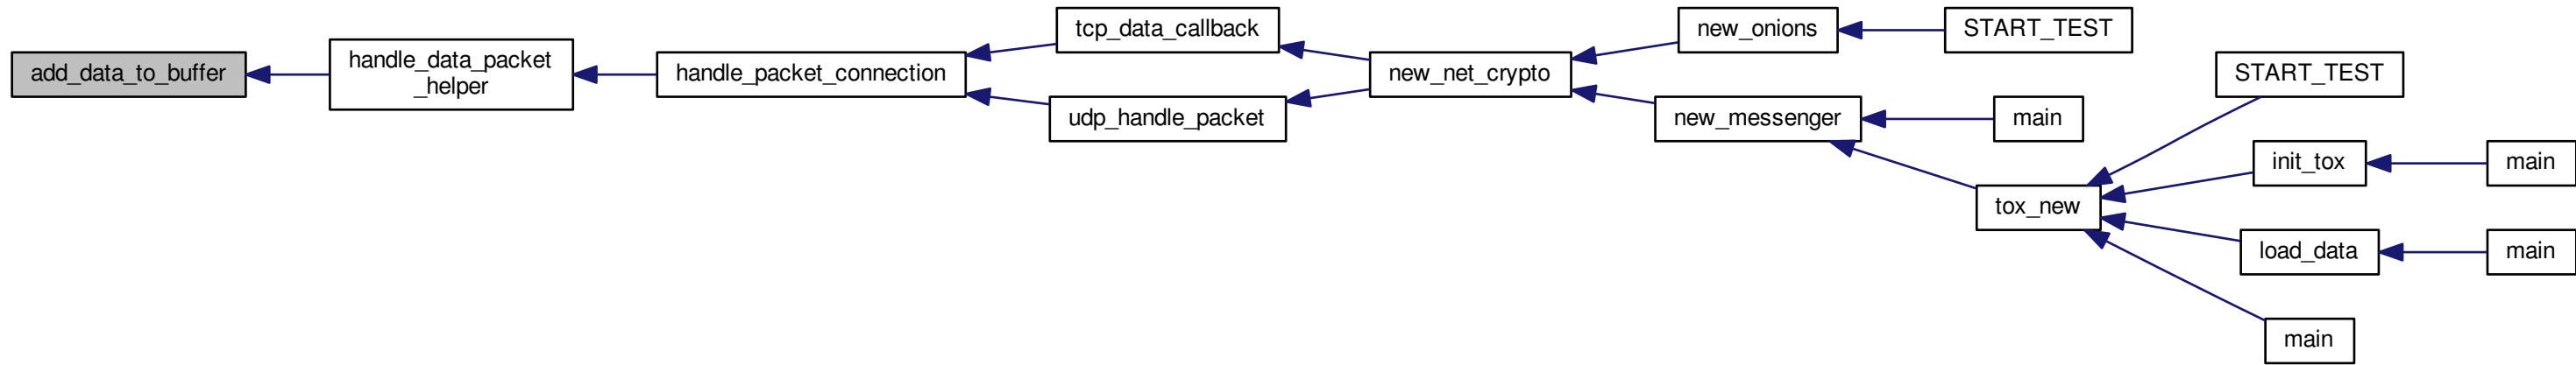 add_data_to_buffer
handle_data_packet
_helper
handle_packet_connection
tcp_data_callback
udp_handle_packet
new_net_crypto
new_onions
START_TEST
new_messenger
main
tox_new
START_TEST
init_tox
main
load_data
main
main